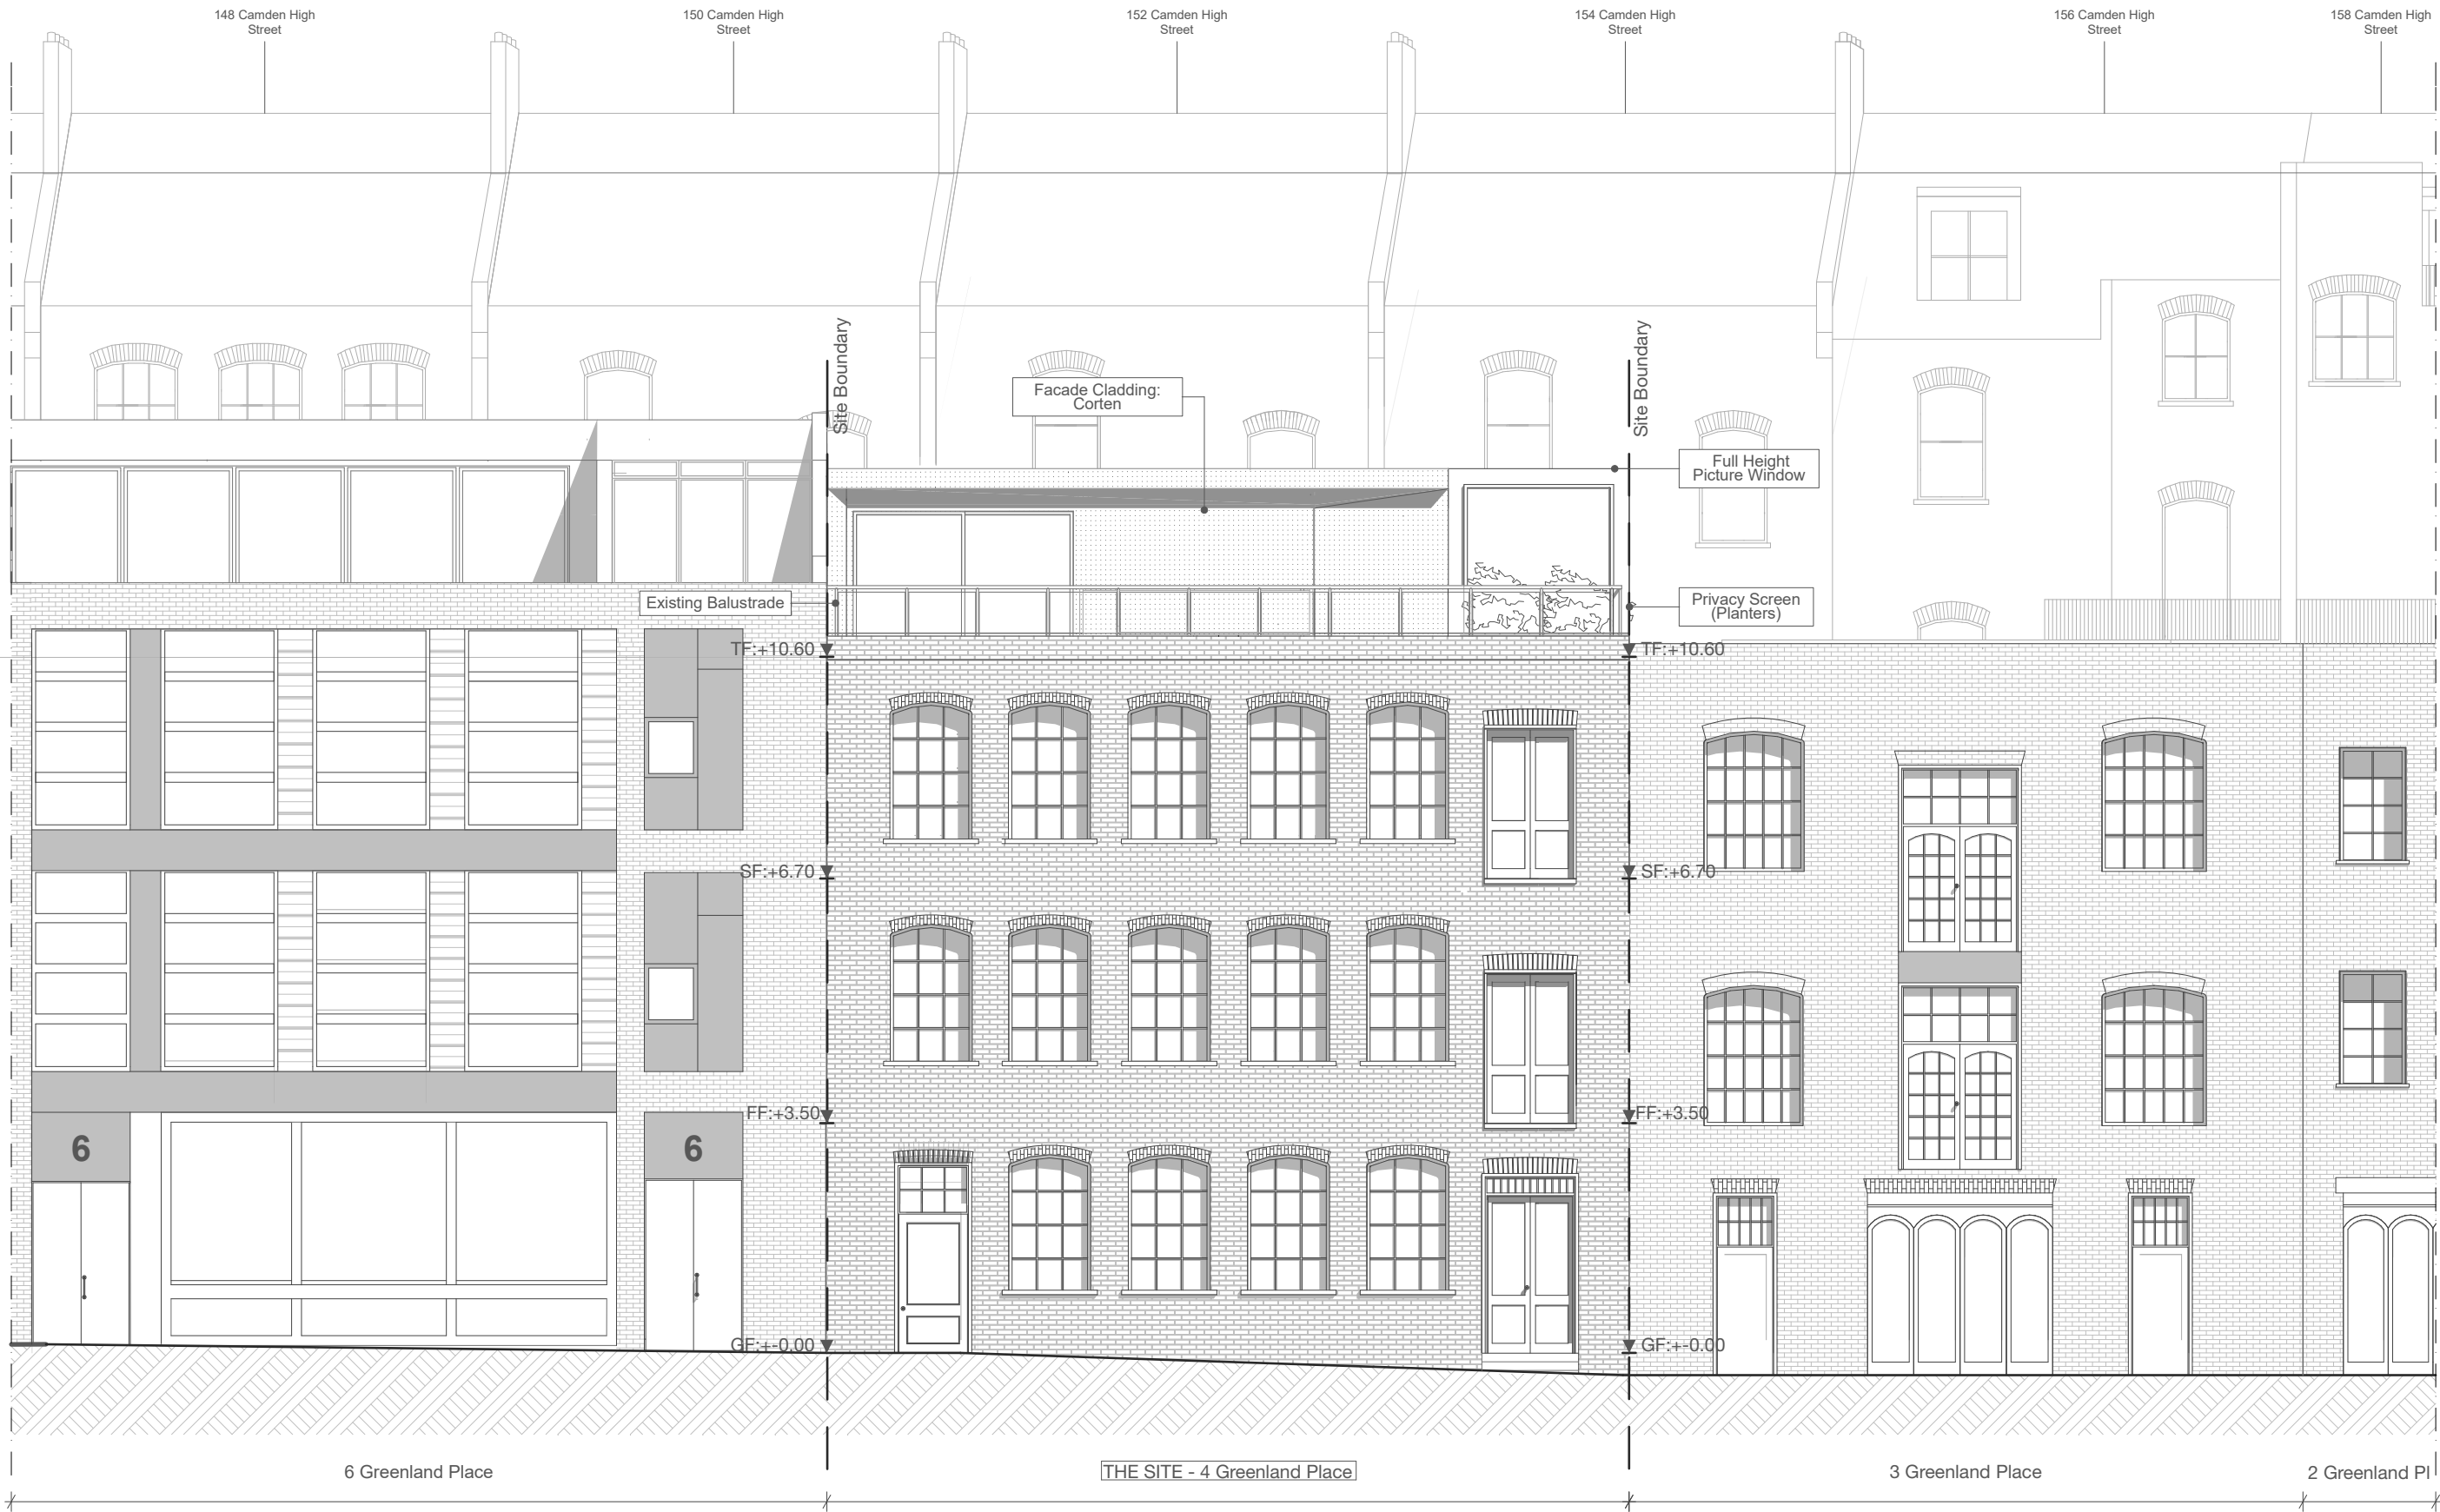 148 Camden High
Street
150 Camden High
Street
152 Camden High
Street
154 Camden High
Street
156 Camden High
Street
158 Camden High
Street
Site Boundary
Site Boundary
Facade Cladding:
Corten
Full Height
Picture Window
Existing Balustrade
Privacy Screen
(Planters)
TF:+10.60
TF:+10.60
SF:+6.70
SF:+6.70
FF:+3.50
FF:+3.50
6
6
GF:+-0.00
GF:+-0.00
6 Greenland Place
THE SITE - 4 Greenland Place
3 Greenland Place
2 Greenland Pl